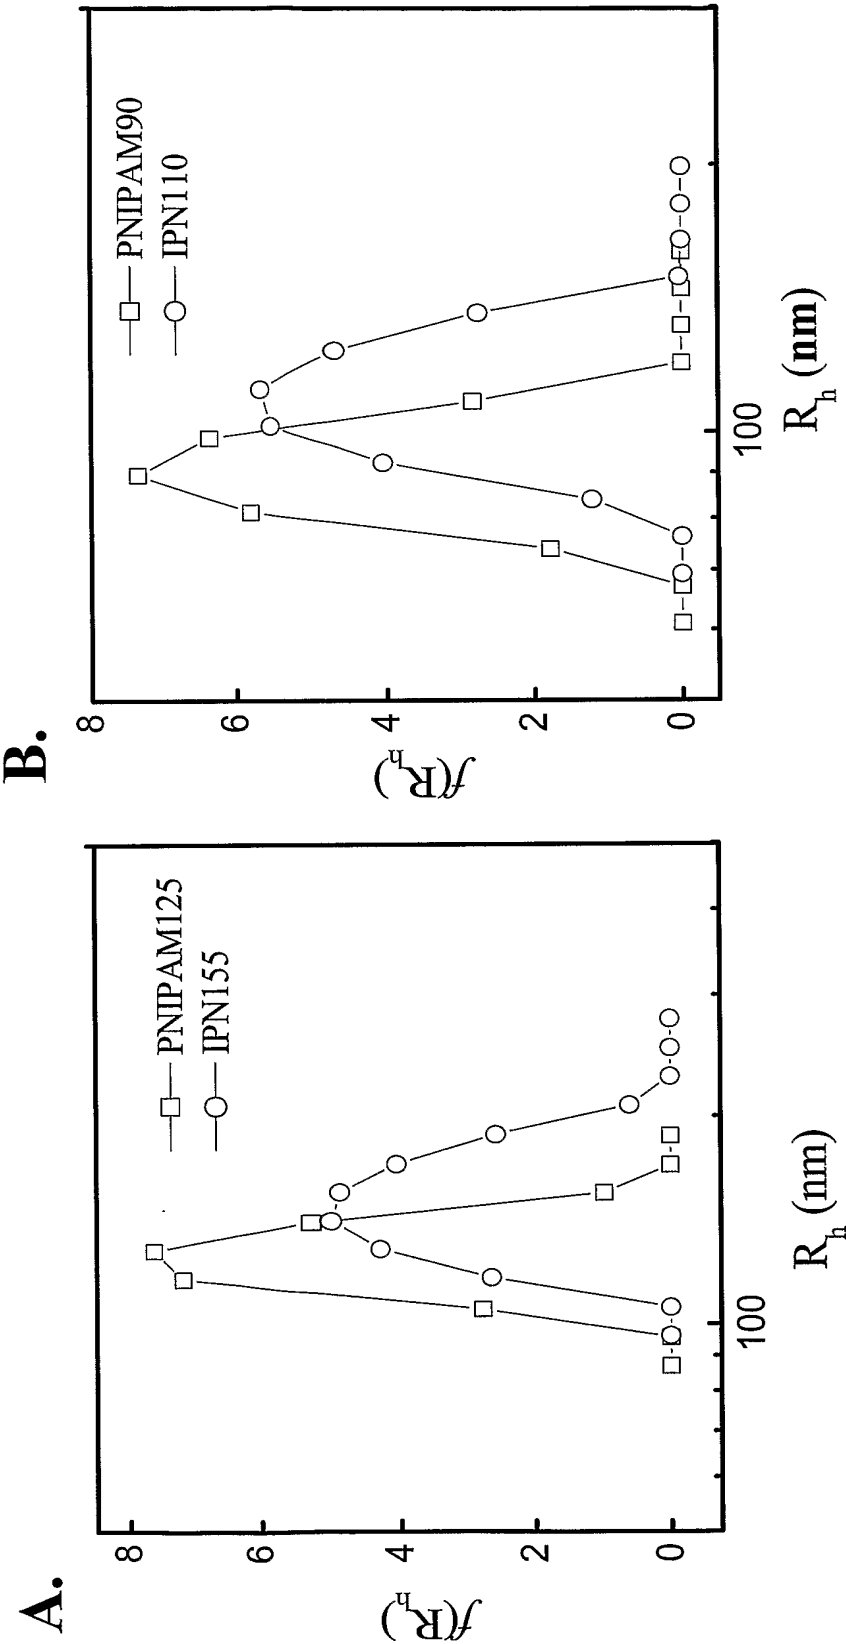 A.
8
6
4
2
0
f(Rh)
PNIPAM125
IPN155
100
Rh (nm)
B.
8
6
4
2
0
f(Rh)
PNIPAM90
IPN110
100
Rh (nm)